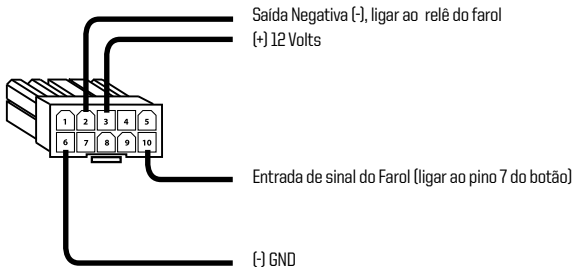 Saída Negativa (-), ligar ao relê do farol
(+) 12 Volts
1 2 3 4 5
6 7 8 9 10
Entrada de sinal do Farol (ligar ao pino 7 do botão)
(-) GND